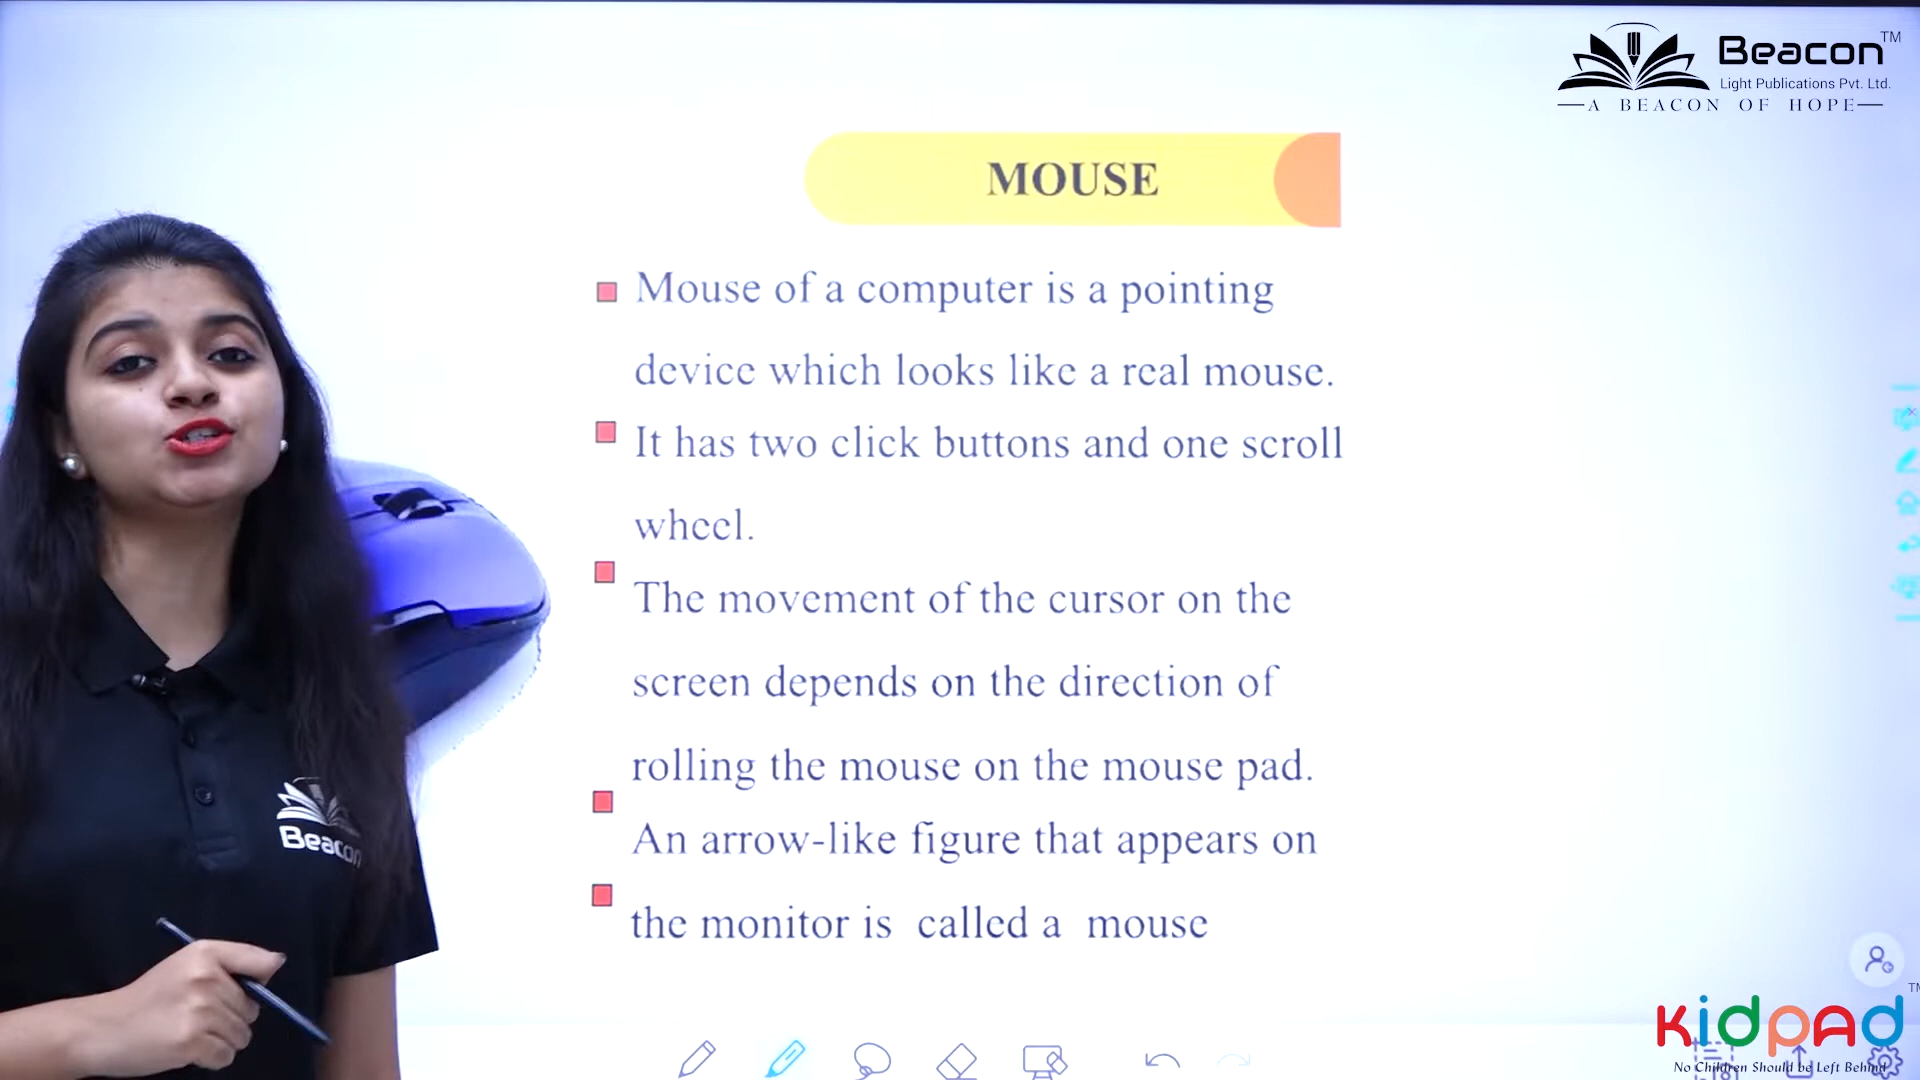 Beacon™
Light Publications Pvt. Ltd.
A BEACON OF HOPE
MOUSE
Mouse of a computer is a pointing
device which looks like a real mouse.
It has two click buttons and one scroll
wheel.
The movement of the cursor on the
screen depends on the direction of
rolling the mouse on the mouse pad.
An arrow-like figure that appears on
the monitor is called a mouse
Beacon
kidpad
TM
No Children Should be Left Behind